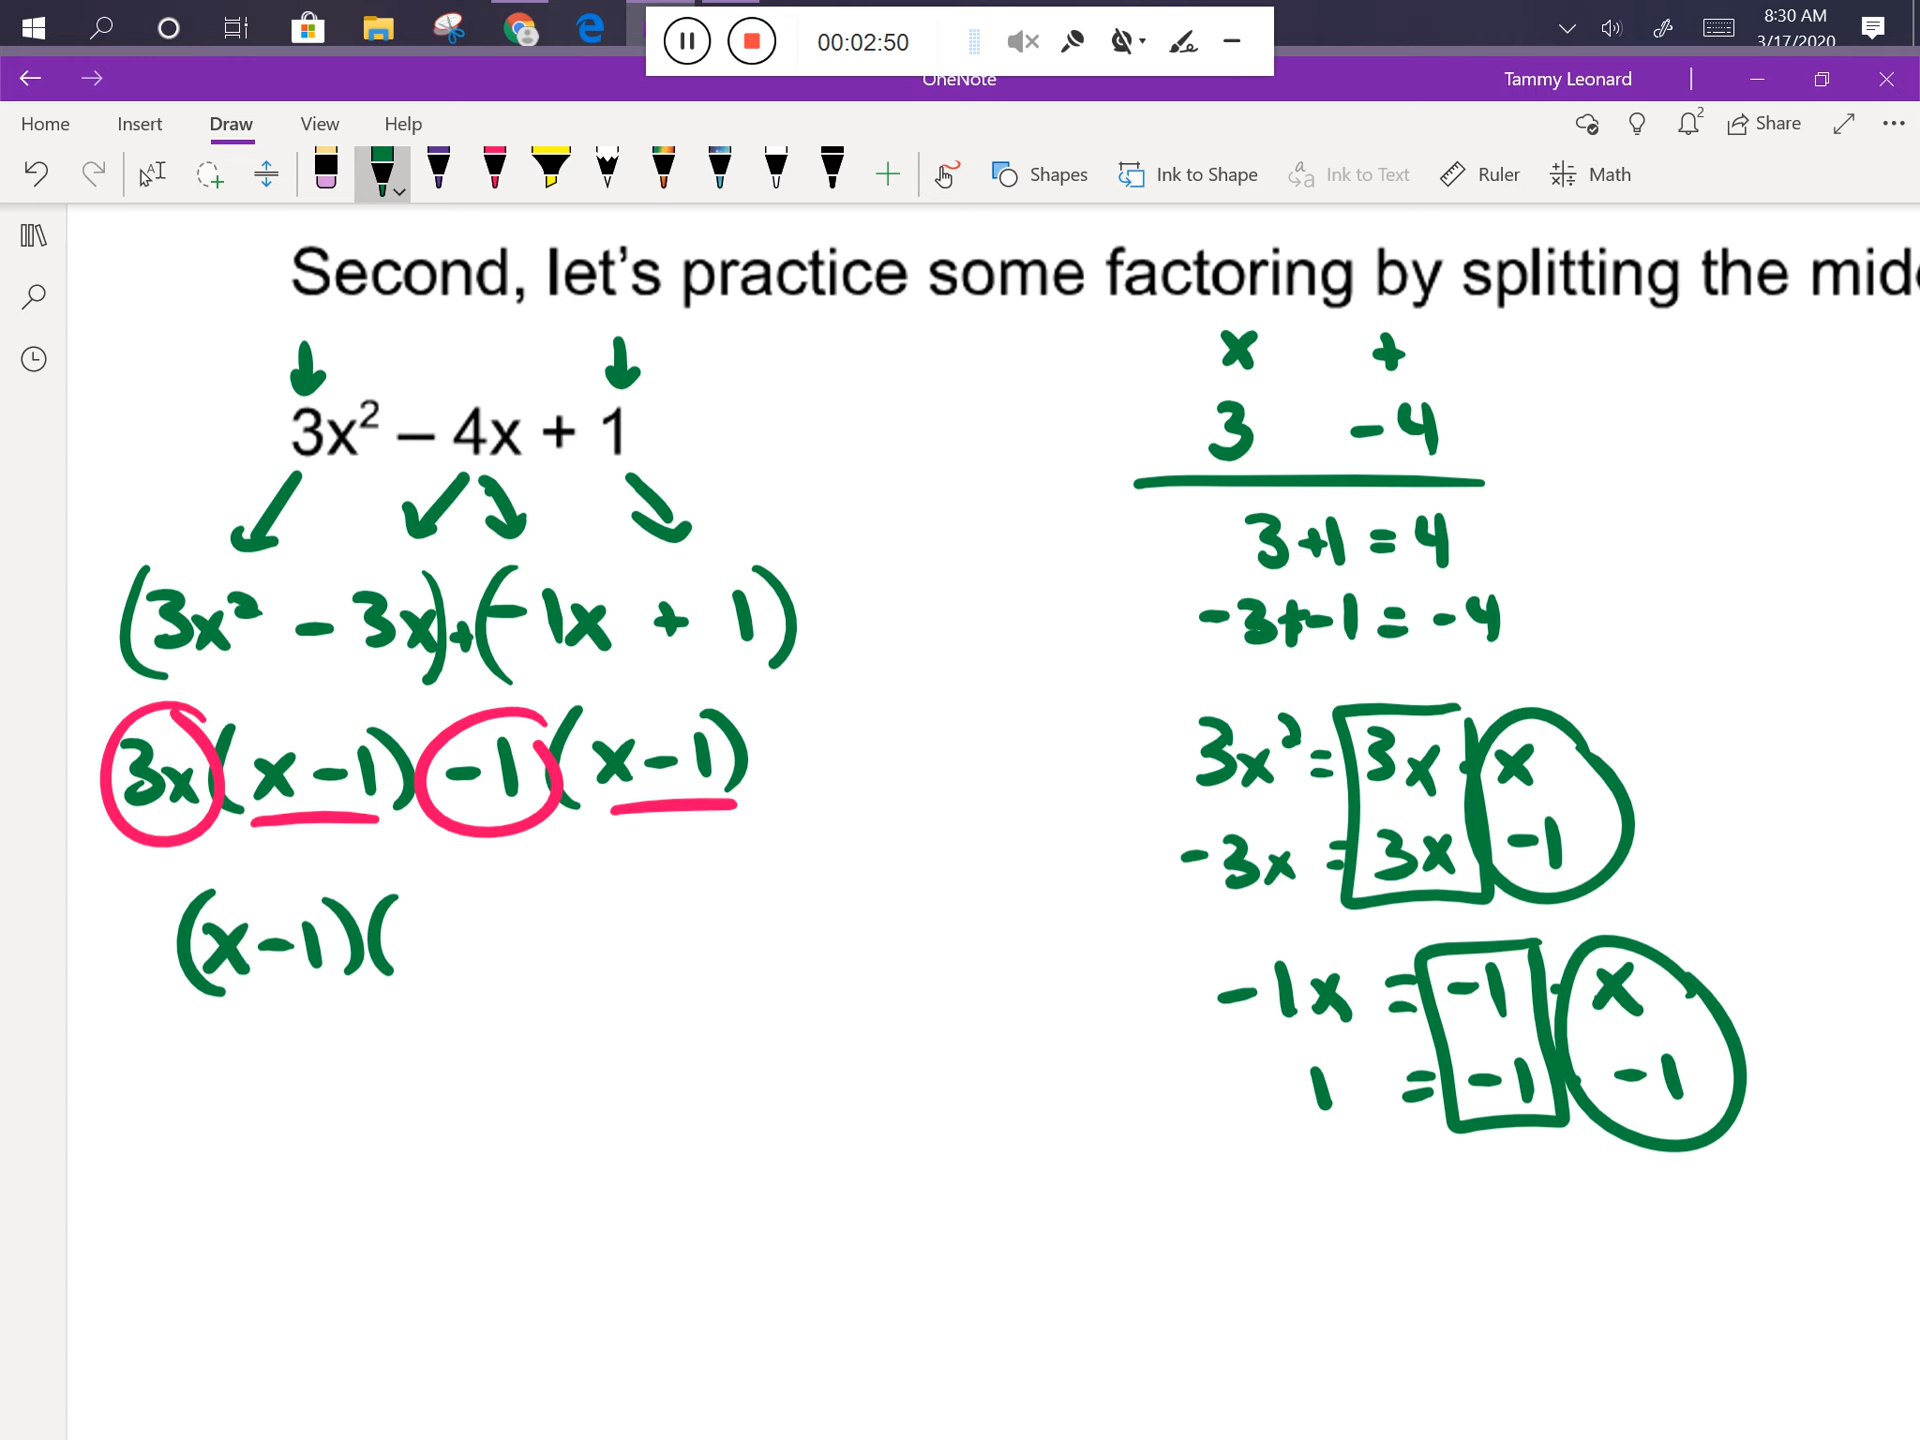 8:30 AM
3/17/2020
00:02:50
OneNote
Tammy Leonard
Home Insert Draw View Help
2
Share
Shapes Ink to Shape Ink to Text Ruler Math
Second, let's practice some factoring by splitting the
3x² – 4x + 1
(3x² - 3x)+(-1x + 1)
3x(x-1) -1(x-1)
(x-1)(
x +
3 -4
3+1 = 4
-3+-1 = -4
3x² = 3x · x
-3x = 3x · -1
-1x = -1 · x
1 = -1 · -1